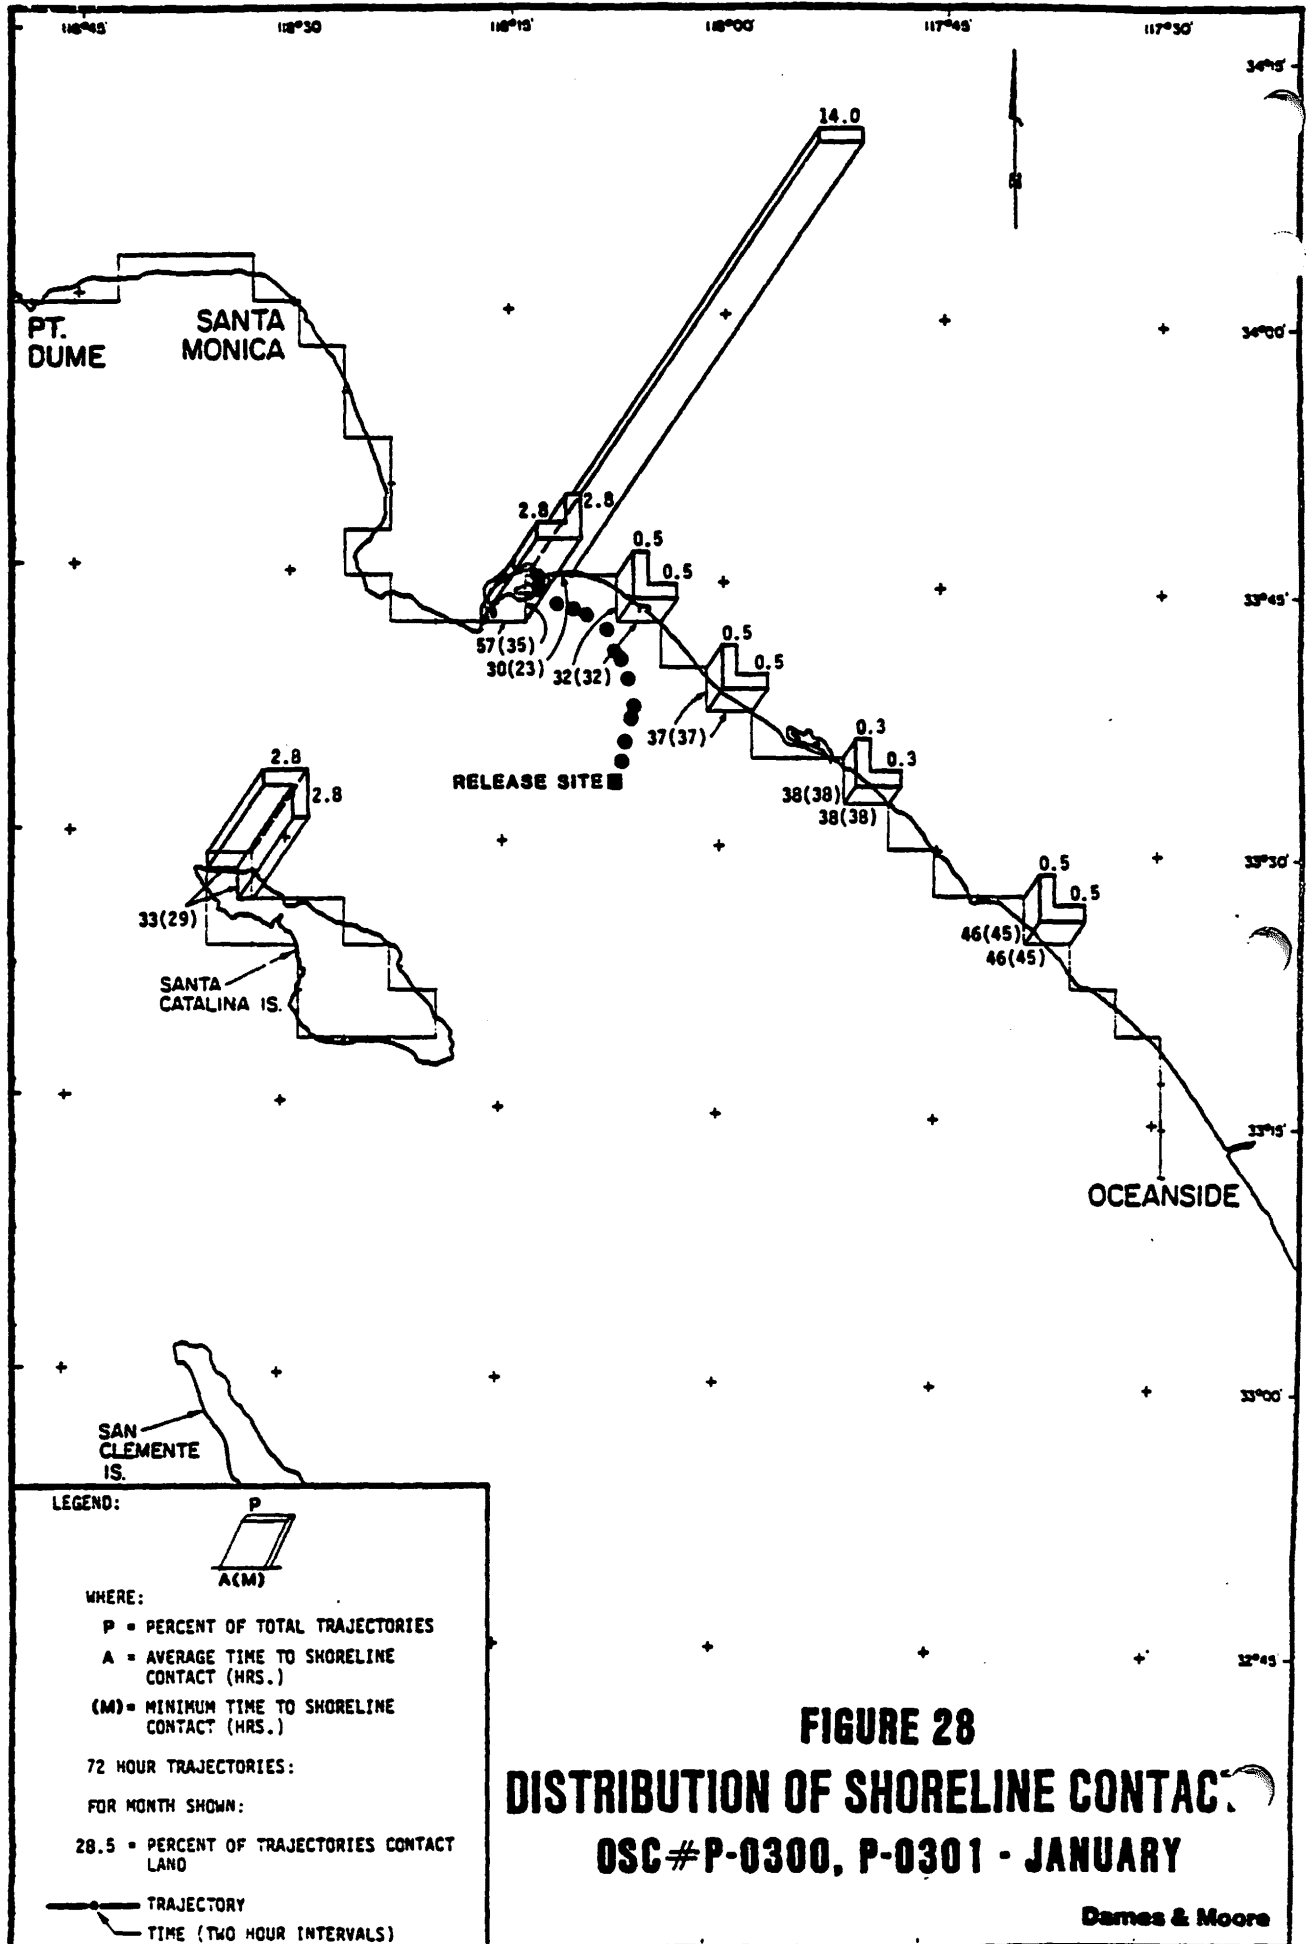 118°45' 118°30' 118°15' 118°00' 117°45' 117°30'
34°15'
14.0
N
PT.
DUME
SANTA
MONICA
34°00'
2.8 2.8
0.5
0.5
33°45'
57(35)
30(23)
32(32)
0.5
0.5
37(37)
0.3
0.3
RELEASE SITE
38(38)
38(38)
2.8
2.8
33°30'
0.5
0.5
33(29)
46(45)
46(45)
SANTA
CATALINA IS.
33°15'
OCEANSIDE
33°00'
SAN
CLEMENTE
IS.
32°45'
LEGEND:
P
A(M)
WHERE:
P = PERCENT OF TOTAL TRAJECTORIES
A = AVERAGE TIME TO SHORELINE
CONTACT (HRS.)
(M)= MINIMUM TIME TO SHORELINE
CONTACT (HRS.)
72 HOUR TRAJECTORIES:
FOR MONTH SHOWN:
28.5 = PERCENT OF TRAJECTORIES CONTACT
LAND
TRAJECTORY
TIME (TWO HOUR INTERVALS)
FIGURE 28
DISTRIBUTION OF SHORELINE CONTAC
OSC#P-0300, P-0301 - JANUARY
Dames & Moore